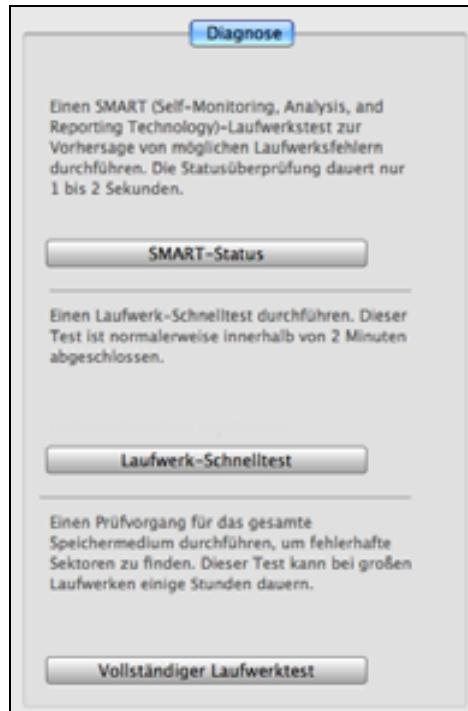 Diagnose
Einen SMART (Self-Monitoring, Analysis, and
Reporting Technology)-Laufwerkstest zur
Vorhersage von möglichen Laufwerksfehlern
durchführen. Die Statusüberprüfung dauert nur
1 bis 2 Sekunden.
SMART-Status
Einen Laufwerk-Schnelltest durchführen. Dieser
Test ist normalerweise innerhalb von 2 Minuten
abgeschlossen.
Laufwerk-Schnelltest
Einen Prüfvorgang für das gesamte
Speichermedium durchführen, um fehlerhafte
Sektoren zu finden. Dieser Test kann bei großen
Laufwerken einige Stunden dauern.
Vollständiger Laufwerktest